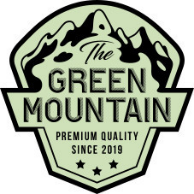 The
GREEN
MOUNTAIN
PREMIUM QUALITY
SINCE 2019